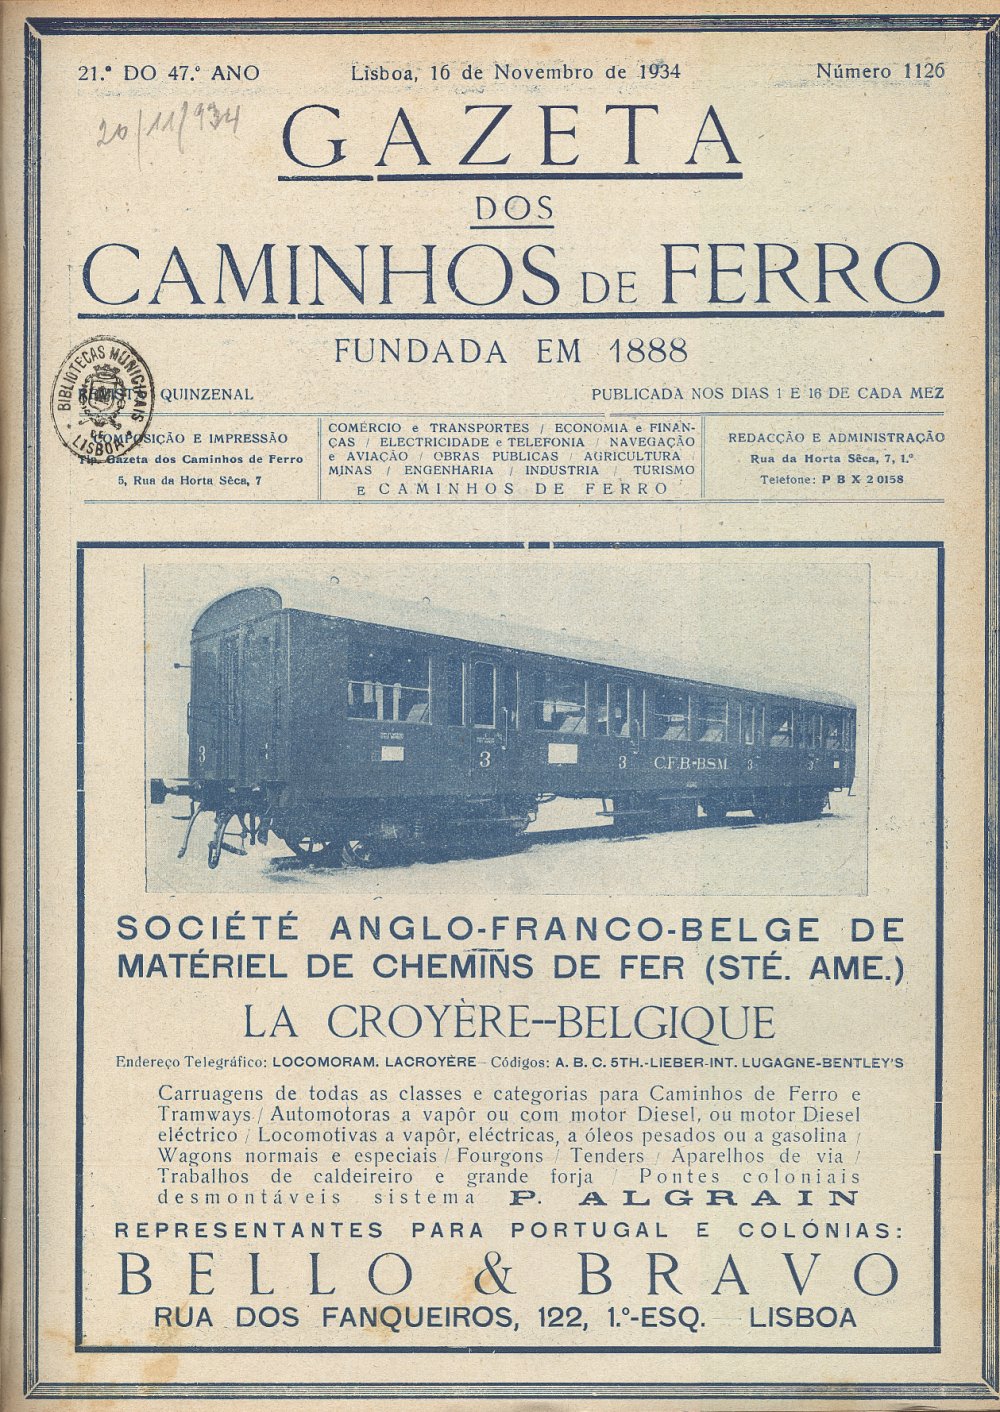 21.º DO 47.º ANO
Lisboa, 16 de Novembro de 1934
Número 1126
20/11/934
GAZETA
DOS
CAMINHOS DE FERRO
FUNDADA EM 1888
REVISTA QUINZENAL
PUBLICADA NOS DIAS 1 E 16 DE CADA MEZ
BIBLIOTECAS MUNICIPAIS
DE
LISBOA
COMPOSIÇÃO E IMPRESSÃO
Tip. Gazeta dos Caminhos de Ferro
5, Rua da Horta Sêca, 7
COMÉRCIO e TRANSPORTES / ECONOMIA e FINAN-
ÇAS / ELECTRICIDADE e TELEFONIA / NAVEGAÇÃO
e AVIAÇÃO / OBRAS PUBLICAS / AGRICULTURA /
MINAS / ENGENHARIA / INDUSTRIA / TURISMO
E CAMINHOS DE FERRO
REDACÇÃO E ADMINISTRAÇÃO
Rua da Horta Sêca, 7, 1.º
Telefone: P B X 2 0158
3 3 3 C.F.B-B.S.M. 3 3
SOCIÉTÉ ANGLO-FRANCO-BELGE DE
MATÉRIEL DE CHEMINS DE FER (STÉ. AME.)
LA CROYÈRE--BELGIQUE
Endereço Telegráfico: LOCOMORAM. LACROYÈRE - Códigos: A. B. C. 5TH.-LIEBER-INT. LUGAGNE-BENTLEY'S
Carruagens de todas as classes e categorias para Caminhos de Ferro e
Tramways / Automotoras a vapôr ou com motor Diesel, ou motor Diesel
eléctrico / Locomotivas a vapôr, eléctricas, a óleos pesados ou a gasolina /
Wagons normais e especiais / Fourgons / Tenders / Aparelhos de via /
Trabalhos de caldeireiro e grande forja / Pontes coloniais
desmontáveis sistema P. ALGRAIN
REPRESENTANTES PARA PORTUGAL E COLÓNIAS:
BELLO & BRAVO
RUA DOS FANQUEIROS, 122, 1.º-ESQ. LISBOA